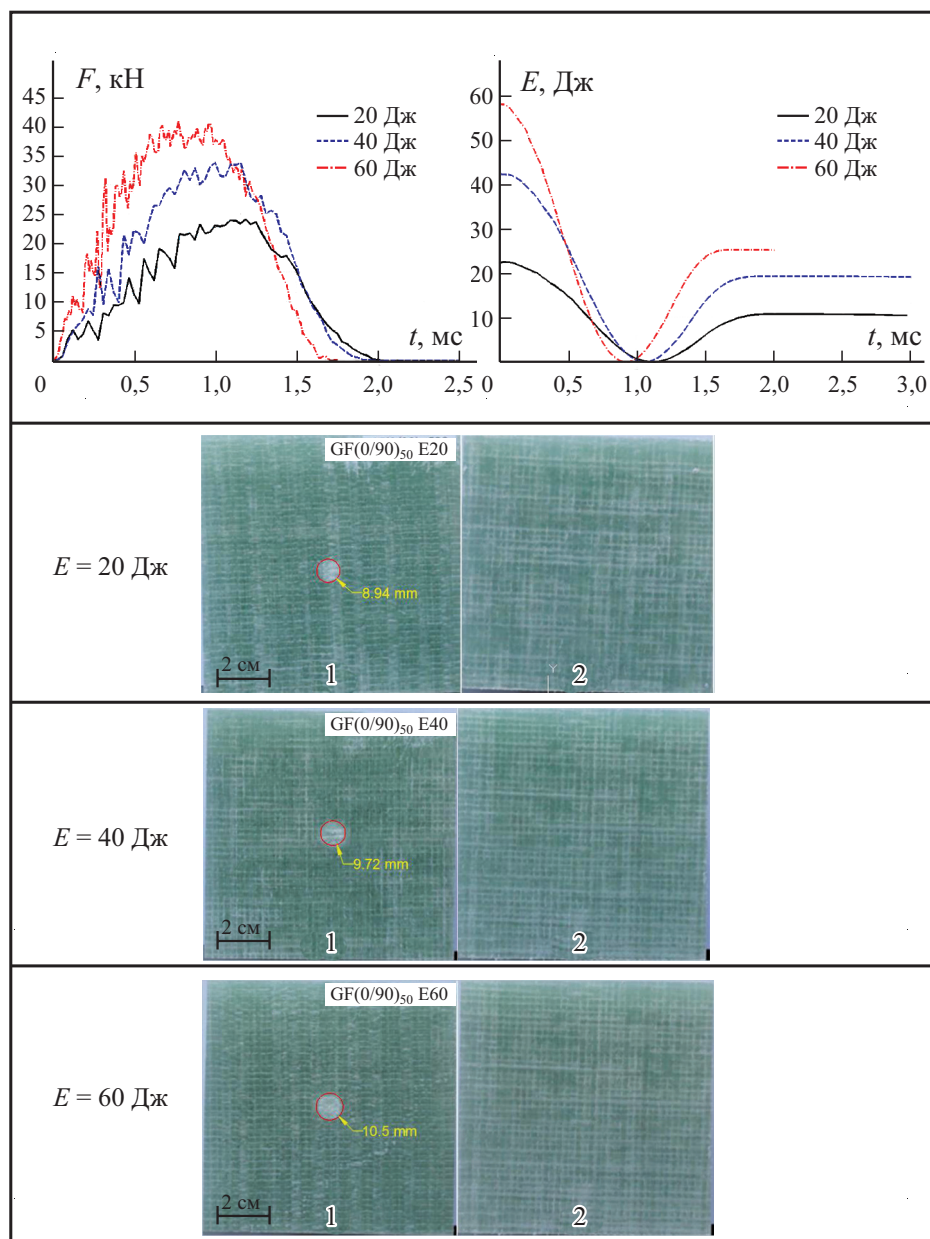 F, кН
45
40
35
30
25
20
15
10
5
0
0,5
1,0
1,5
2,0
2,5
t, мс
20 Дж
40 Дж
60 Дж
E, Дж
60
50
40
30
20
10
0
0,5
1,0
1,5
2,0
2,5
3,0
t, мс
20 Дж
40 Дж
60 Дж
E = 20 Дж
GF(0/90)₅₀ E20
8.94 mm
2 см
1
Y
2
E = 40 Дж
GF(0/90)₅₀ E40
9.72 mm
2 см
1
2
E = 60 Дж
GF(0/90)₅₀ E60
10.5 mm
2 см
1
2